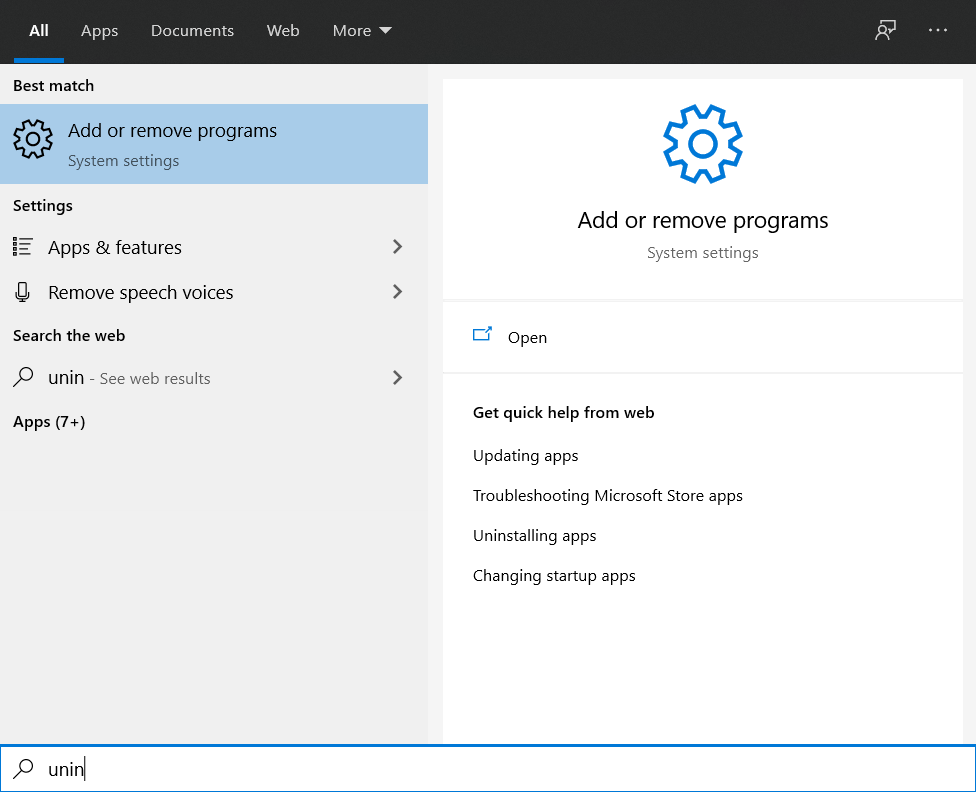 All Apps Documents Web More
Best match
Add or remove programs
System settings
Settings
Apps & features
Remove speech voices
Search the web
unin - See web results
Apps (7+)
Add or remove programs
System settings
Open
Get quick help from web
Updating apps
Troubleshooting Microsoft Store apps
Uninstalling apps
Changing startup apps
unin